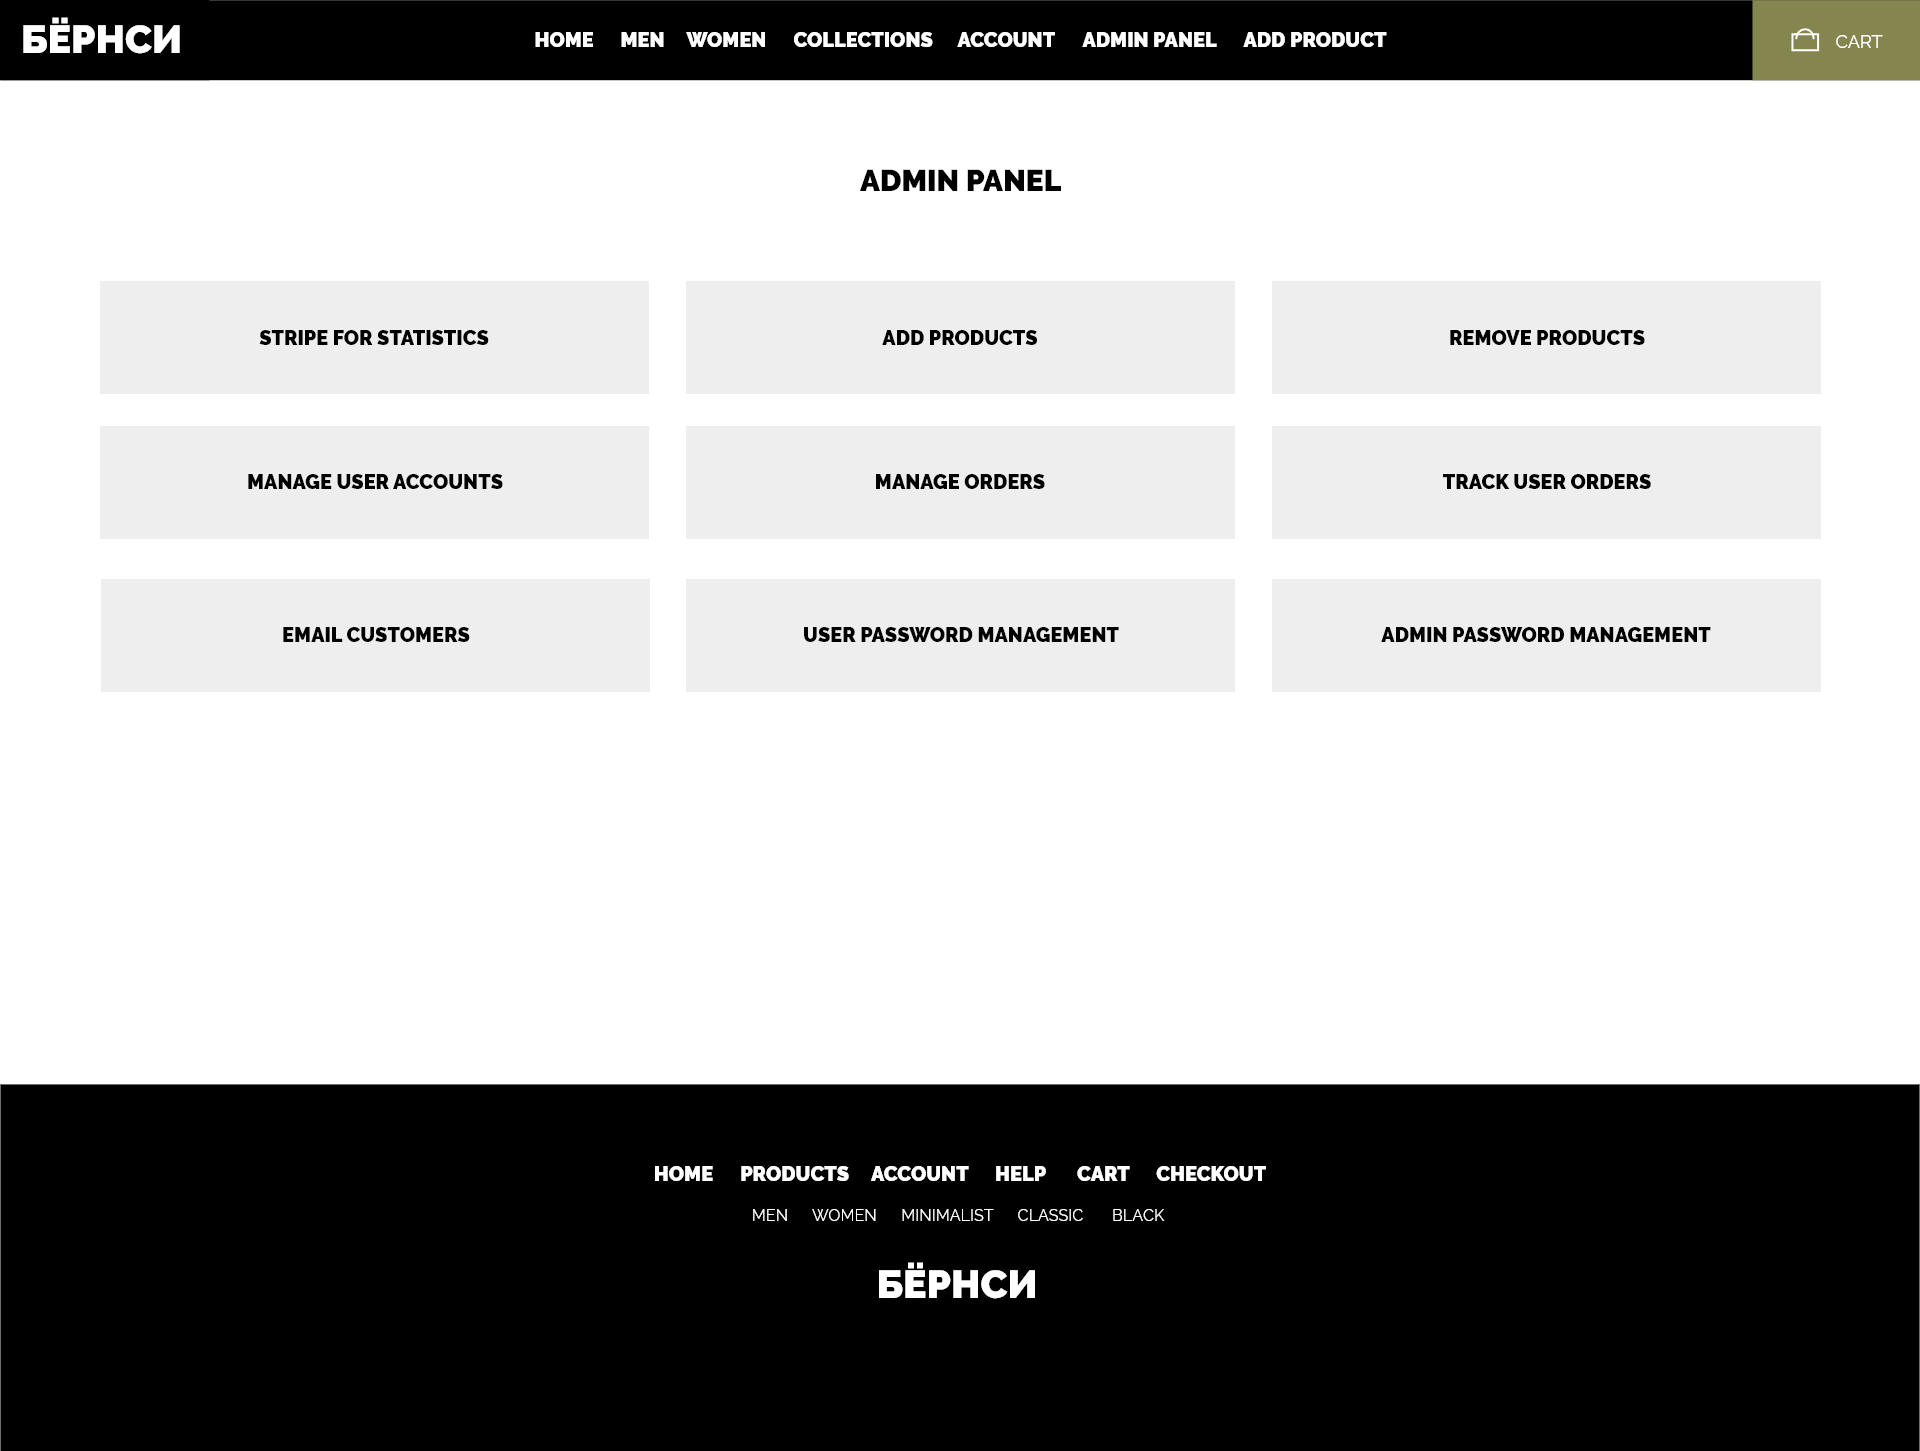 БЁРНСИ HOME MEN WOMEN COLLECTIONS ACCOUNT ADMIN PANEL ADD PRODUCT CART
ADMIN PANEL
STRIPE FOR STATISTICS ADD PRODUCTS REMOVE PRODUCTS
MANAGE USER ACCOUNTS MANAGE ORDERS TRACK USER ORDERS
EMAIL CUSTOMERS USER PASSWORD MANAGEMENT ADMIN PASSWORD MANAGEMENT
HOME PRODUCTS ACCOUNT HELP CART CHECKOUT
MEN WOMEN MINIMALIST CLASSIC BLACK
БЁРНСИ